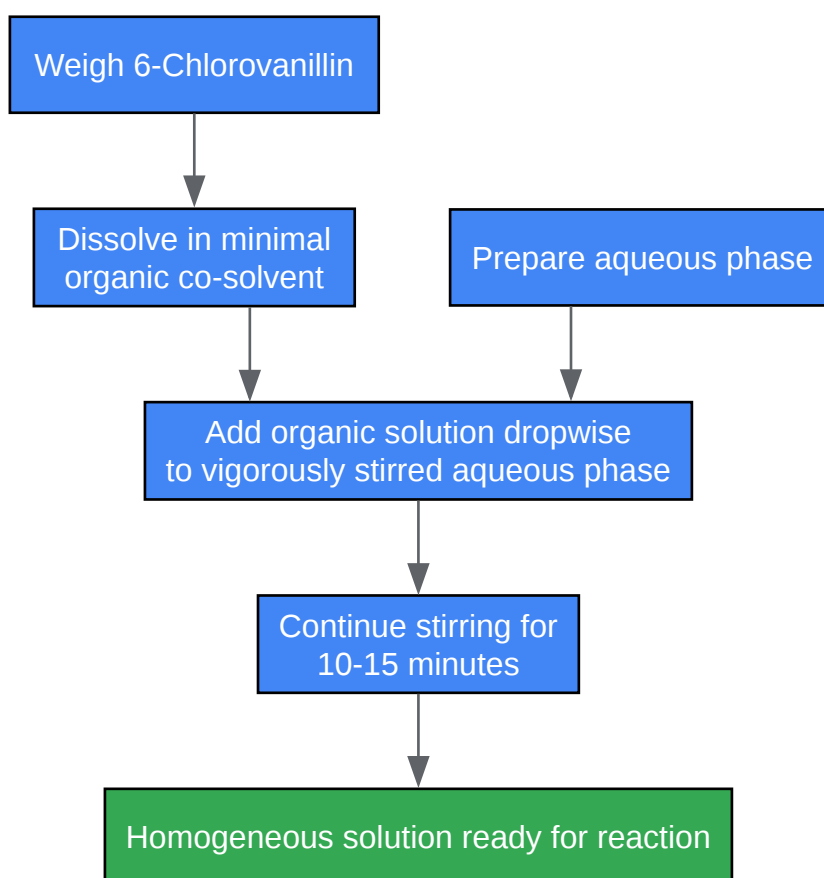 Weigh 6-Chlorovanillin
Dissolve in minimal
organic co-solvent
Prepare aqueous phase
Add organic solution dropwise
to vigorously stirred aqueous phase
Continue stirring for
10-15 minutes
Homogeneous solution ready for reaction